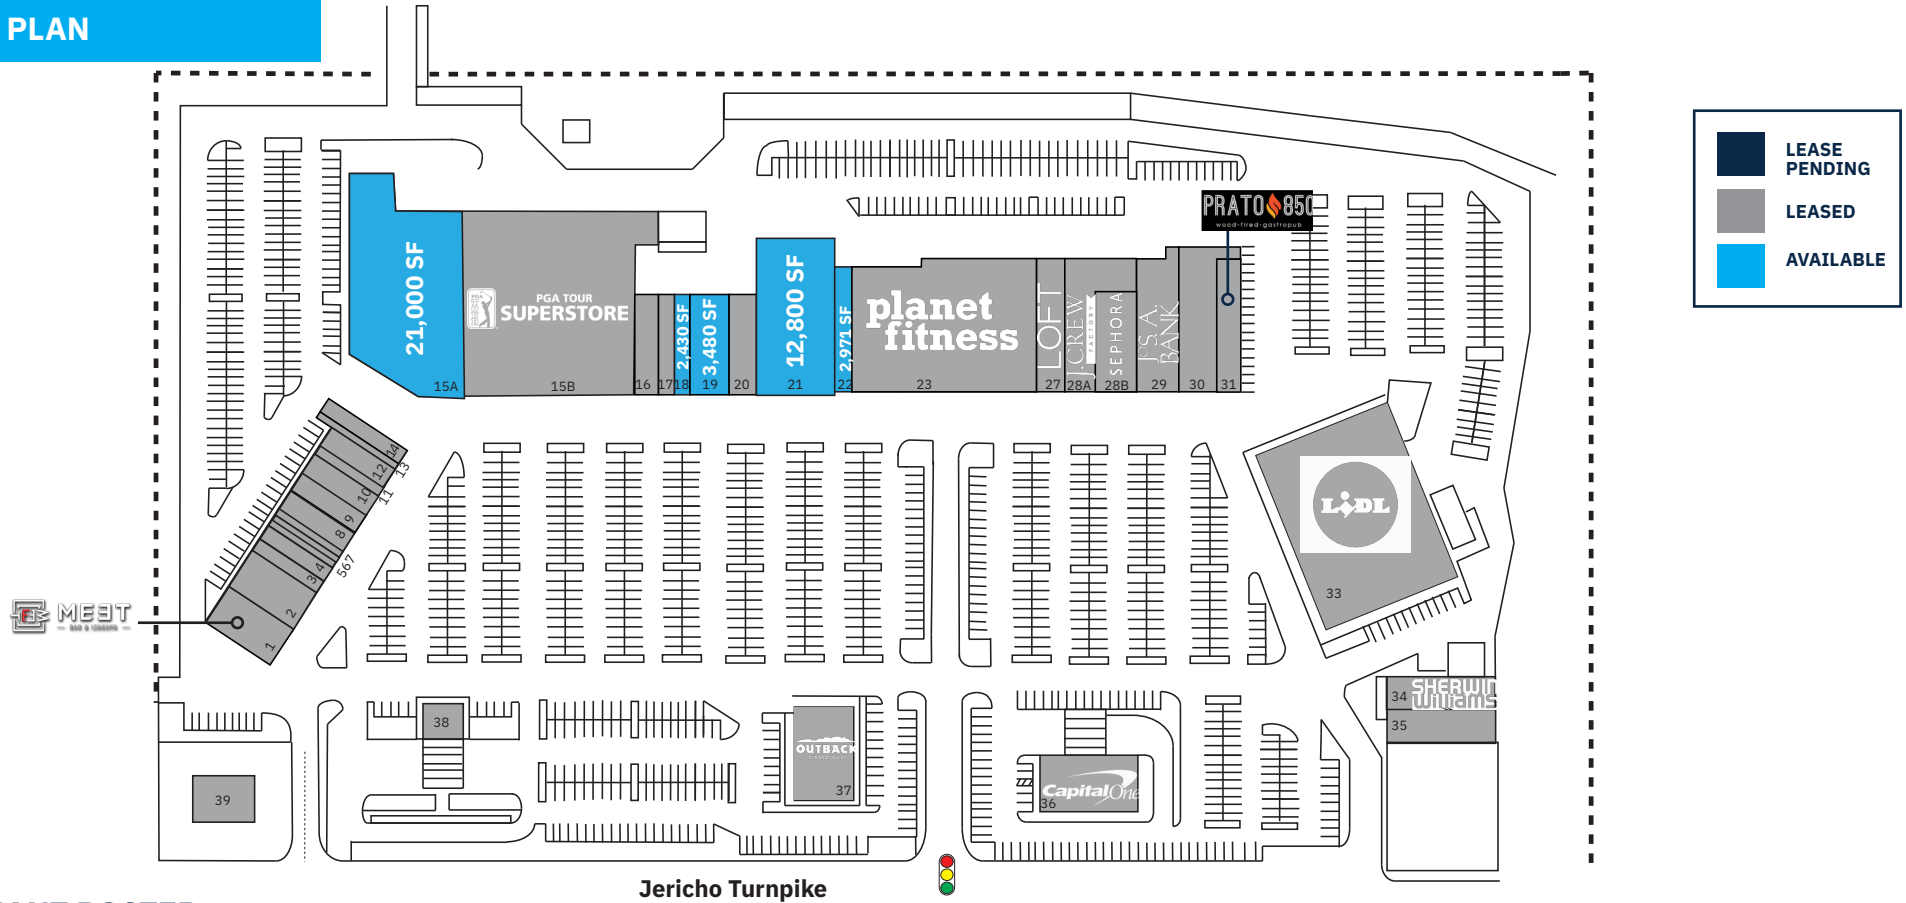 PLAN
LEASE
PENDING
LEASED
AVAILABLE
PRATO 850
wood-fired-gastropub
21,000 SF
15A
PGA TOUR
SUPERSTORE
15B
16
17
2,430 SF
18
3,480 SF
19
20
12,800 SF
21
2,971 SF
22
planet
fitness
23
LOFT
27
J.CREW
FACTORY
28A
SEPHORA
28B
JOS. A.
BANK
29
30
31
14
13
12
11
10
9
8
567
4
3
2
1
MEET
LIDL
33
34
SHERWIN
WILLIAMS
35
38
39
OUTBACK
37
Capital One
36
Jericho Turnpike